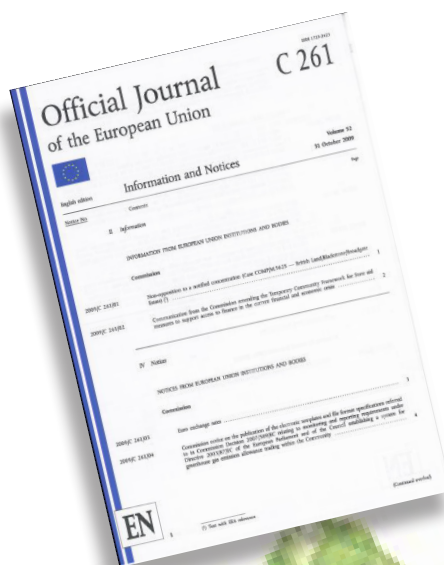 ISSN 1725-2423
Official Journal
C 261
of the European Union
Volume 52
31 October 2009
English edition
Information and Notices
Notice No
Contents
Page
II Information
INFORMATION FROM EUROPEAN UNION INSTITUTIONS AND BODIES
Commission
2009/C 261/01
Non-opposition to a notified concentration (Case COMP/M.5629 — British Land/Blackstone/Broadgate
1
2009/C 261/02
Communication from the Commission amending the Temporary Community Framework for State aid
measures to support access to finance in the current financial and economic crisis
2
IV Notices
NOTICES FROM EUROPEAN UNION INSTITUTIONS AND BODIES
Commission
2009/C 261/03
Euro exchange rates
3
2009/C 261/04
Commission notice on the publication of the electronic templates and file format specifications referred
to in Commission Decision 2007/589/EC relating to monitoring and reporting requirements under
Directive 2003/87/EC of the European Parliament and of the Council establishing a system for
greenhouse gas emission allowance trading within the Community
4
EN
EN
1
(1) Text with EEA relevance
(Continued overleaf)